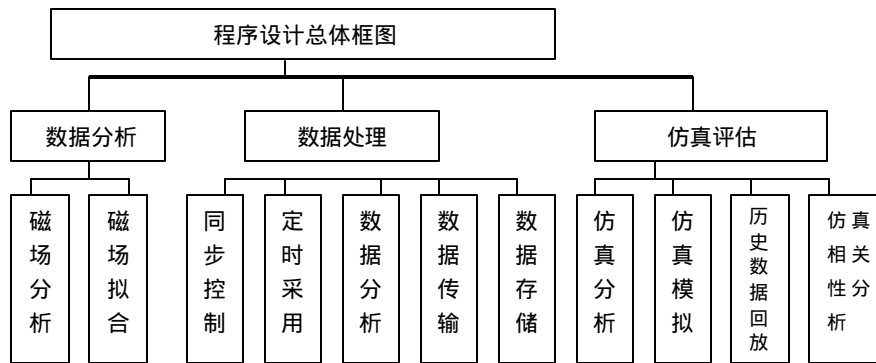 程序设计总体框图
数据分析
数据处理
仿真评估
磁场分析
磁场拟合
同步控制
定时采用
数据分析
数据传输
数据存储
仿真分析
仿真模拟
历史数据回放
仿真
相关
性分
析